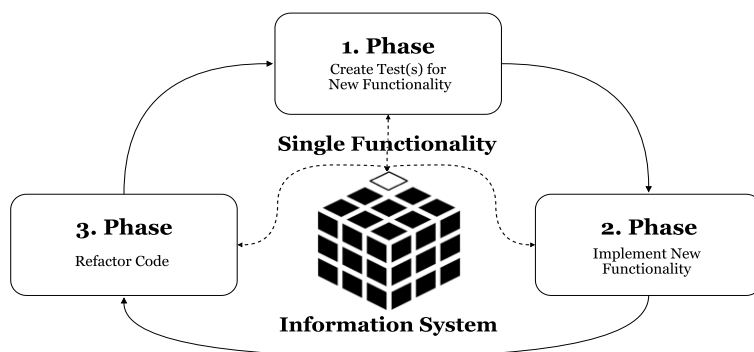 1. Phase
Create Test(s) for
New Functionality
Single Functionality
3. Phase
Refactor Code
2. Phase
Implement New
Functionality
Information System